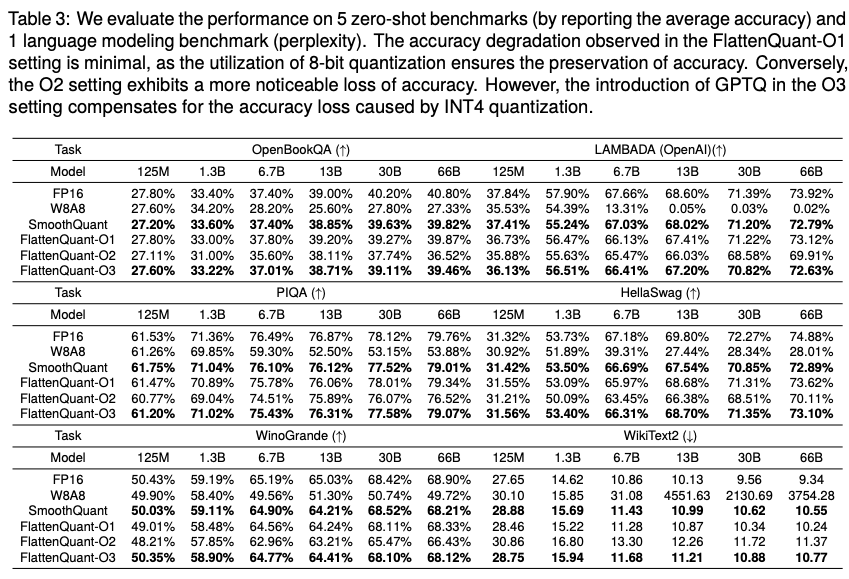 Table 3: We evaluate the performance on 5 zero-shot benchmarks (by reporting the average accuracy) and
1 language modeling benchmark (perplexity). The accuracy degradation observed in the FlattenQuant-O1
setting is minimal, as the utilization of 8-bit quantization ensures the preservation of accuracy. Conversely,
the O2 setting exhibits a more noticeable loss of accuracy. However, the introduction of GPTQ in the O3
setting compensates for the accuracy loss caused by INT4 quantization.
Task OpenBookQA (↑) LAMBADA (OpenAI)(↑)
Model 125M 1.3B 6.7B 13B 30B 66B 125M 1.3B 6.7B 13B 30B 66B
FP16 27.80% 33.40% 37.40% 39.00% 40.20% 40.80% 37.84% 57.90% 67.66% 68.60% 71.39% 73.92%
W8A8 27.60% 34.20% 28.20% 25.60% 27.80% 27.33% 35.53% 54.39% 13.31% 0.05% 0.03% 0.02%
SmoothQuant 27.20% 33.60% 37.40% 38.85% 39.63% 39.82% 37.41% 55.24% 67.03% 68.02% 71.20% 72.79%
FlattenQuant-O1 27.80% 33.00% 37.80% 39.20% 39.27% 39.87% 36.73% 56.47% 66.13% 67.41% 71.22% 73.12%
FlattenQuant-O2 27.11% 31.00% 35.60% 38.11% 37.74% 36.52% 35.88% 55.63% 65.47% 66.03% 68.58% 69.91%
FlattenQuant-O3 27.60% 33.22% 37.01% 38.71% 39.11% 39.46% 36.13% 56.51% 66.41% 67.20% 70.82% 72.63%
Task PIQA (↑) HellaSwag (↑)
Model 125M 1.3B 6.7B 13B 30B 66B 125M 1.3B 6.7B 13B 30B 66B
FP16 61.53% 71.36% 76.49% 76.87% 78.12% 79.76% 31.32% 53.73% 67.18% 69.80% 72.27% 74.88%
W8A8 61.26% 69.85% 59.30% 52.50% 53.15% 53.88% 30.92% 51.89% 39.31% 27.44% 28.34% 28.01%
SmoothQuant 61.75% 71.04% 76.10% 76.12% 77.52% 79.01% 31.42% 53.50% 66.69% 67.54% 70.85% 72.89%
FlattenQuant-O1 61.47% 70.89% 75.78% 76.06% 78.01% 79.34% 31.55% 53.09% 65.97% 68.68% 71.31% 73.62%
FlattenQuant-O2 60.77% 69.04% 74.51% 75.89% 76.07% 76.52% 31.21% 50.09% 63.45% 66.38% 68.51% 70.11%
FlattenQuant-O3 61.20% 71.02% 75.43% 76.31% 77.58% 79.07% 31.56% 53.40% 66.31% 68.70% 71.35% 73.10%
Task WinoGrande (↑) WikiText2 (↓)
Model 125M 1.3B 6.7B 13B 30B 66B 125M 1.3B 6.7B 13B 30B 66B
FP16 50.43% 59.19% 65.19% 65.03% 68.42% 68.90% 27.65 14.62 10.86 10.13 9.56 9.34
W8A8 49.90% 58.40% 49.56% 51.30% 50.74% 49.72% 30.10 15.85 31.08 4551.63 2130.69 3754.28
SmoothQuant 50.03% 59.11% 64.90% 64.21% 68.52% 68.21% 28.88 15.69 11.43 10.99 10.62 10.55
FlattenQuant-O1 49.01% 58.48% 64.56% 64.24% 68.11% 68.33% 28.46 15.22 11.28 10.87 10.34 10.24
FlattenQuant-O2 48.21% 57.85% 62.96% 63.21% 65.47% 66.43% 30.86 16.80 13.30 12.26 11.72 11.37
FlattenQuant-O3 50.35% 58.90% 64.77% 64.41% 68.10% 68.12% 28.75 15.94 11.68 11.21 10.88 10.77